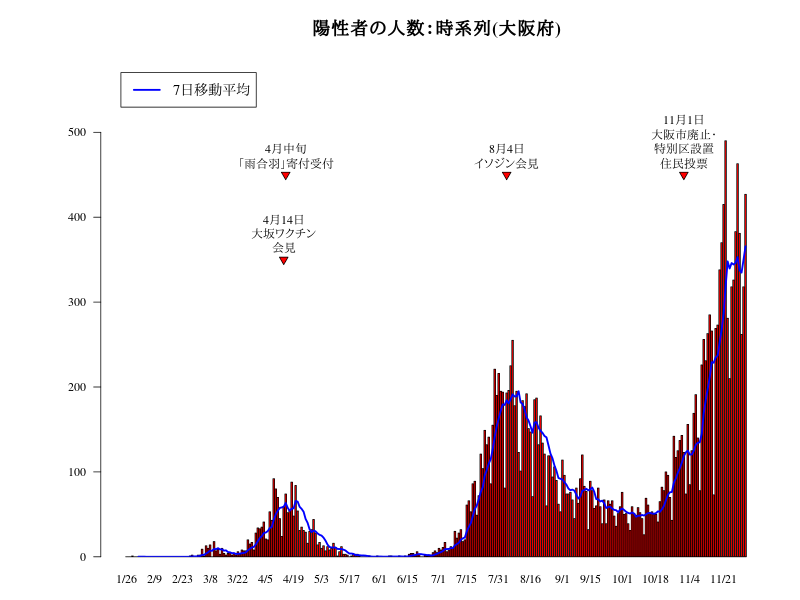 陽性者の人数：時系列(大阪府)
7日移動平均
11月1日
大阪市廃止・
特別区設置
住民投票
4月中旬
「雨合羽」寄付受付
8月4日
イソジン会見
4月14日
大坂ワクチン
会見
500
400
300
200
100
0
1/26 2/9 2/23 3/8 3/22 4/5 4/19 5/3 5/17 6/1 6/15 7/1 7/15 7/31 8/16 9/1 9/15 10/1 10/18 11/4 11/21